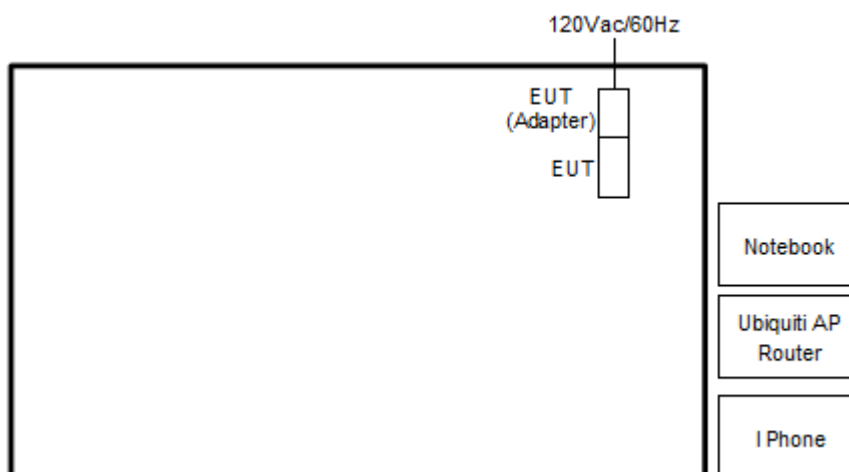 120Vac/60Hz
EUT
(Adapter)
EUT
Notebook
Ubiquiti AP
Router
I Phone